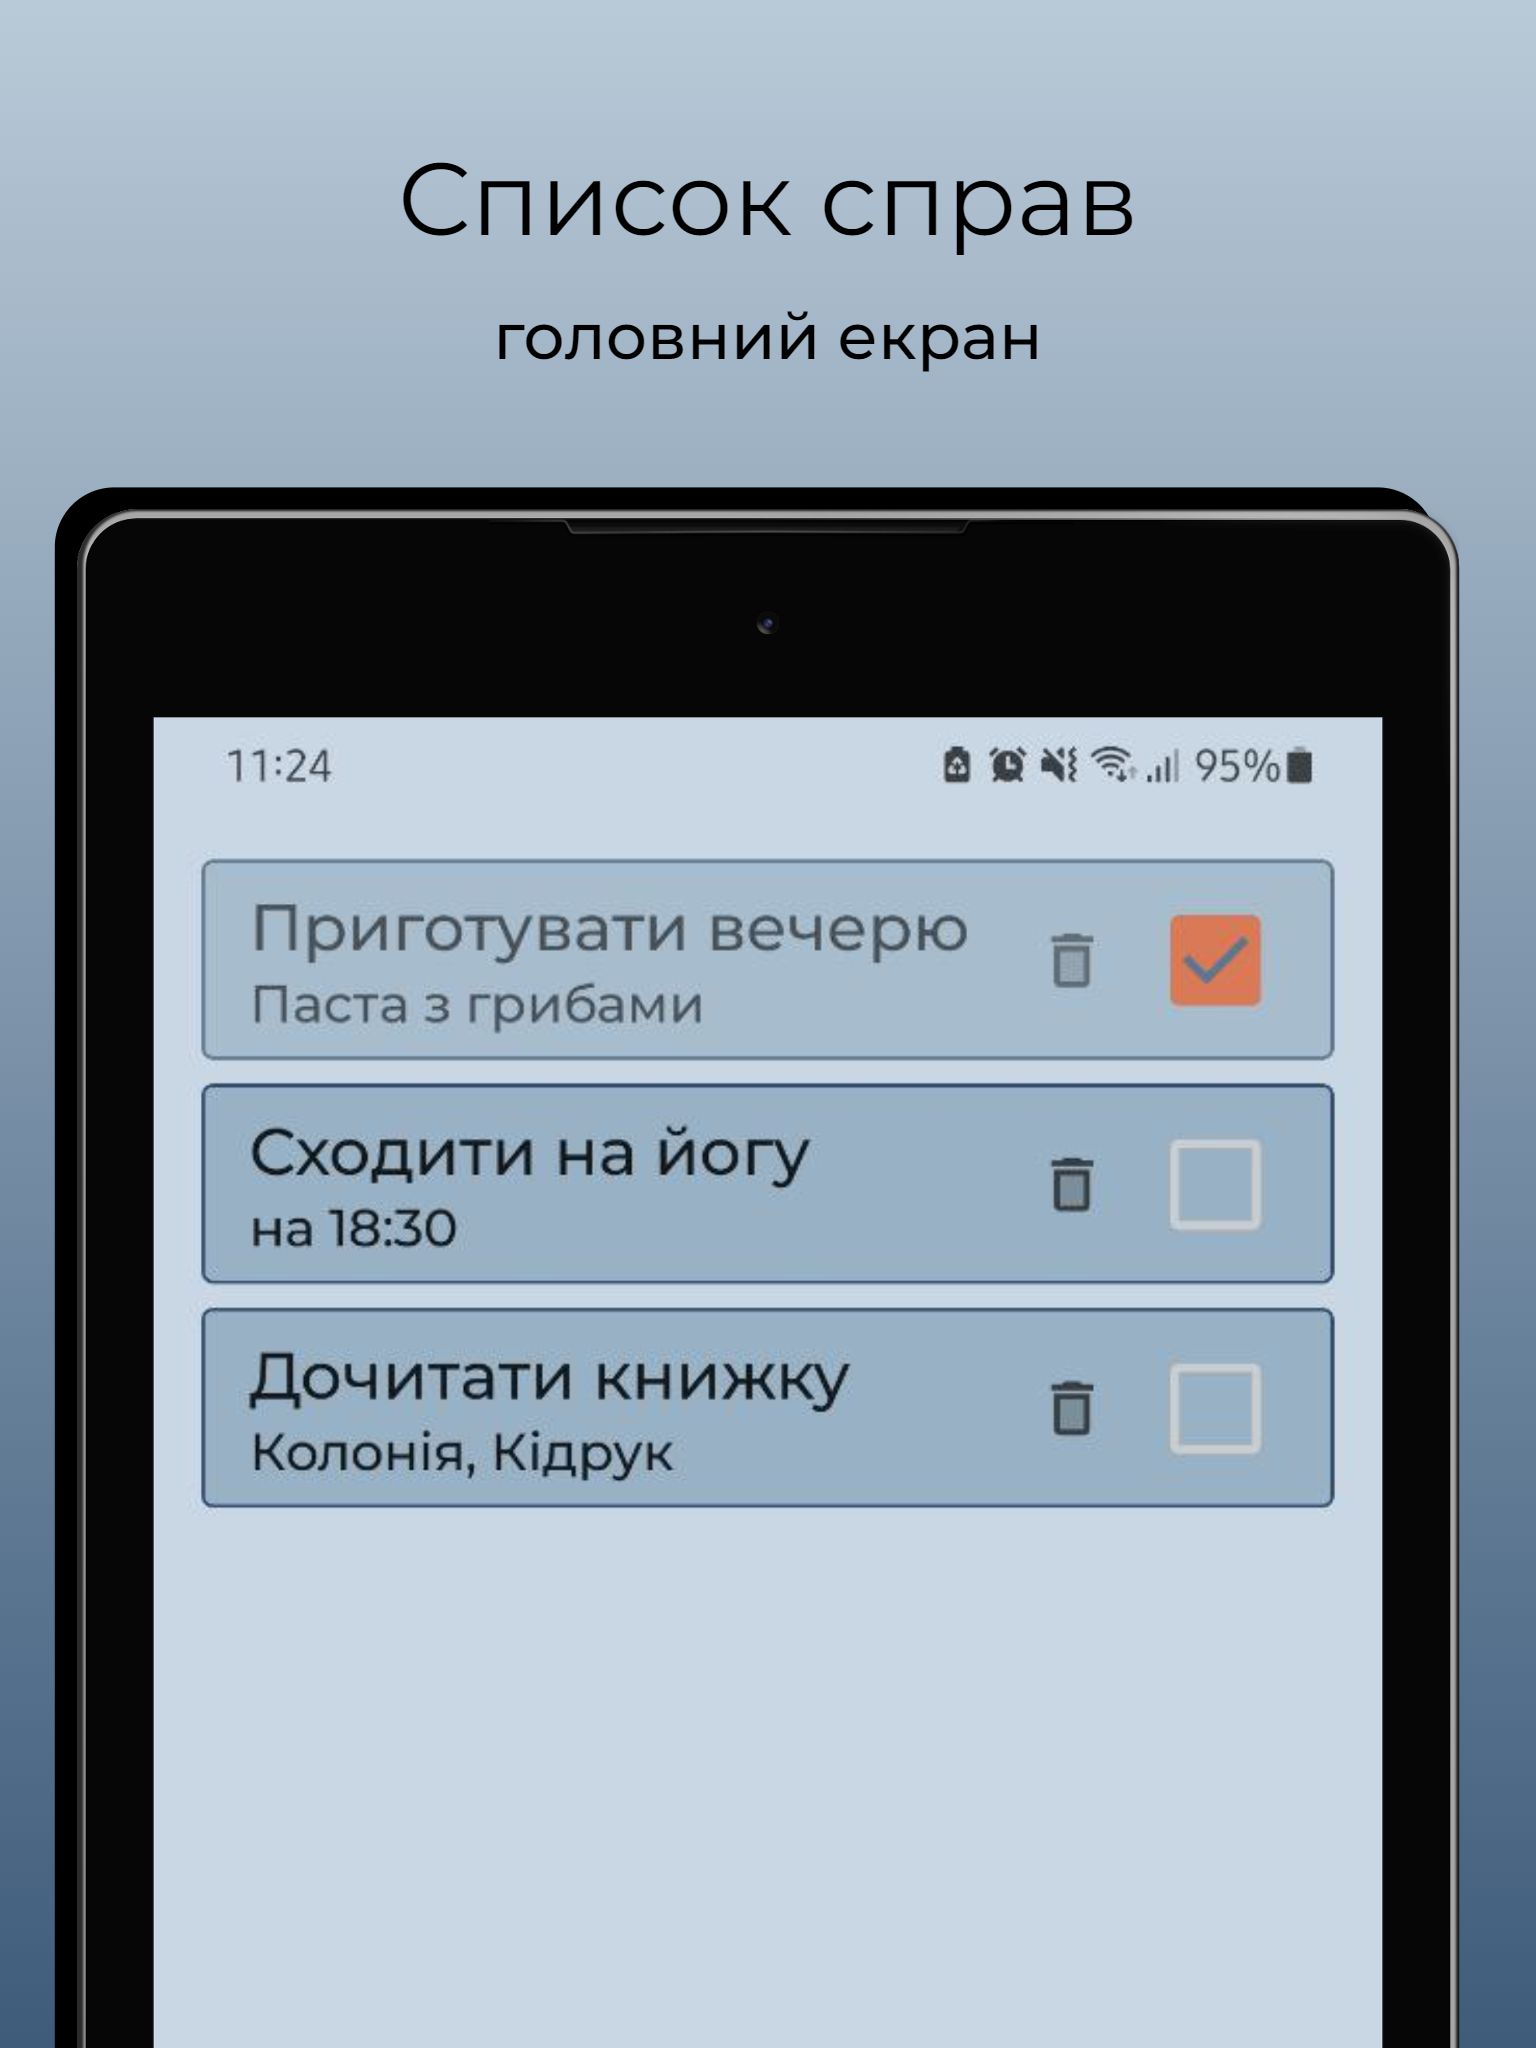 Список справ
головний екран
11:24 95%
Приготувати вечерю
Паста з грибами
Сходити на йогу
на 18:30
Дочитати книжку
Колонія, Кідрук